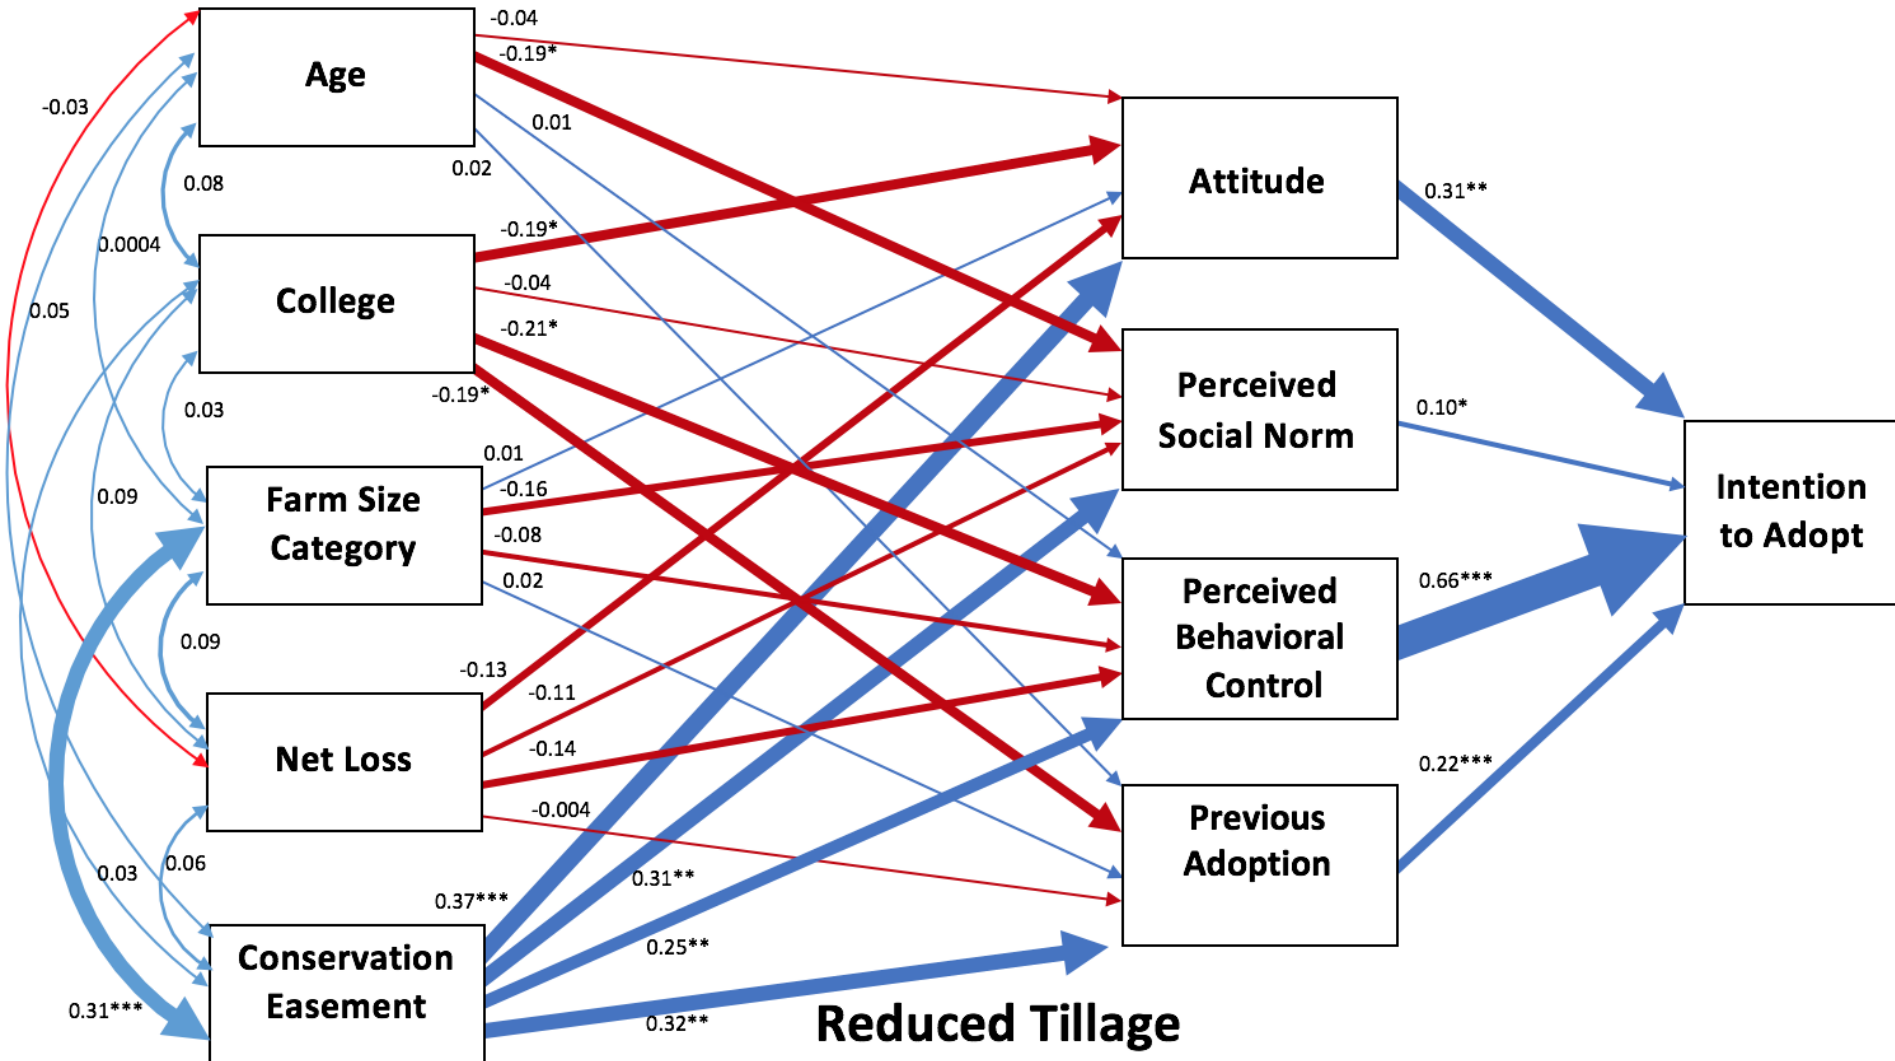 -0.04
-0.19*
Age
-0.03
0.01
0.02
0.08
Attitude
0.31**
-0.19*
0.0004
-0.04
College
0.05
-0.21*
-0.19*
0.03
Perceived
Social Norm
0.10*
0.01
-0.16
Farm Size
Category
0.09
-0.08
0.02
Intention
to Adopt
Perceived
Behavioral
Control
0.66***
0.09
-0.13
-0.11
-0.14
Net Loss
0.22***
-0.004
Previous
Adoption
0.06
0.03
0.31**
0.37***
0.25**
Conservation
Easement
0.31***
0.32**
Reduced Tillage